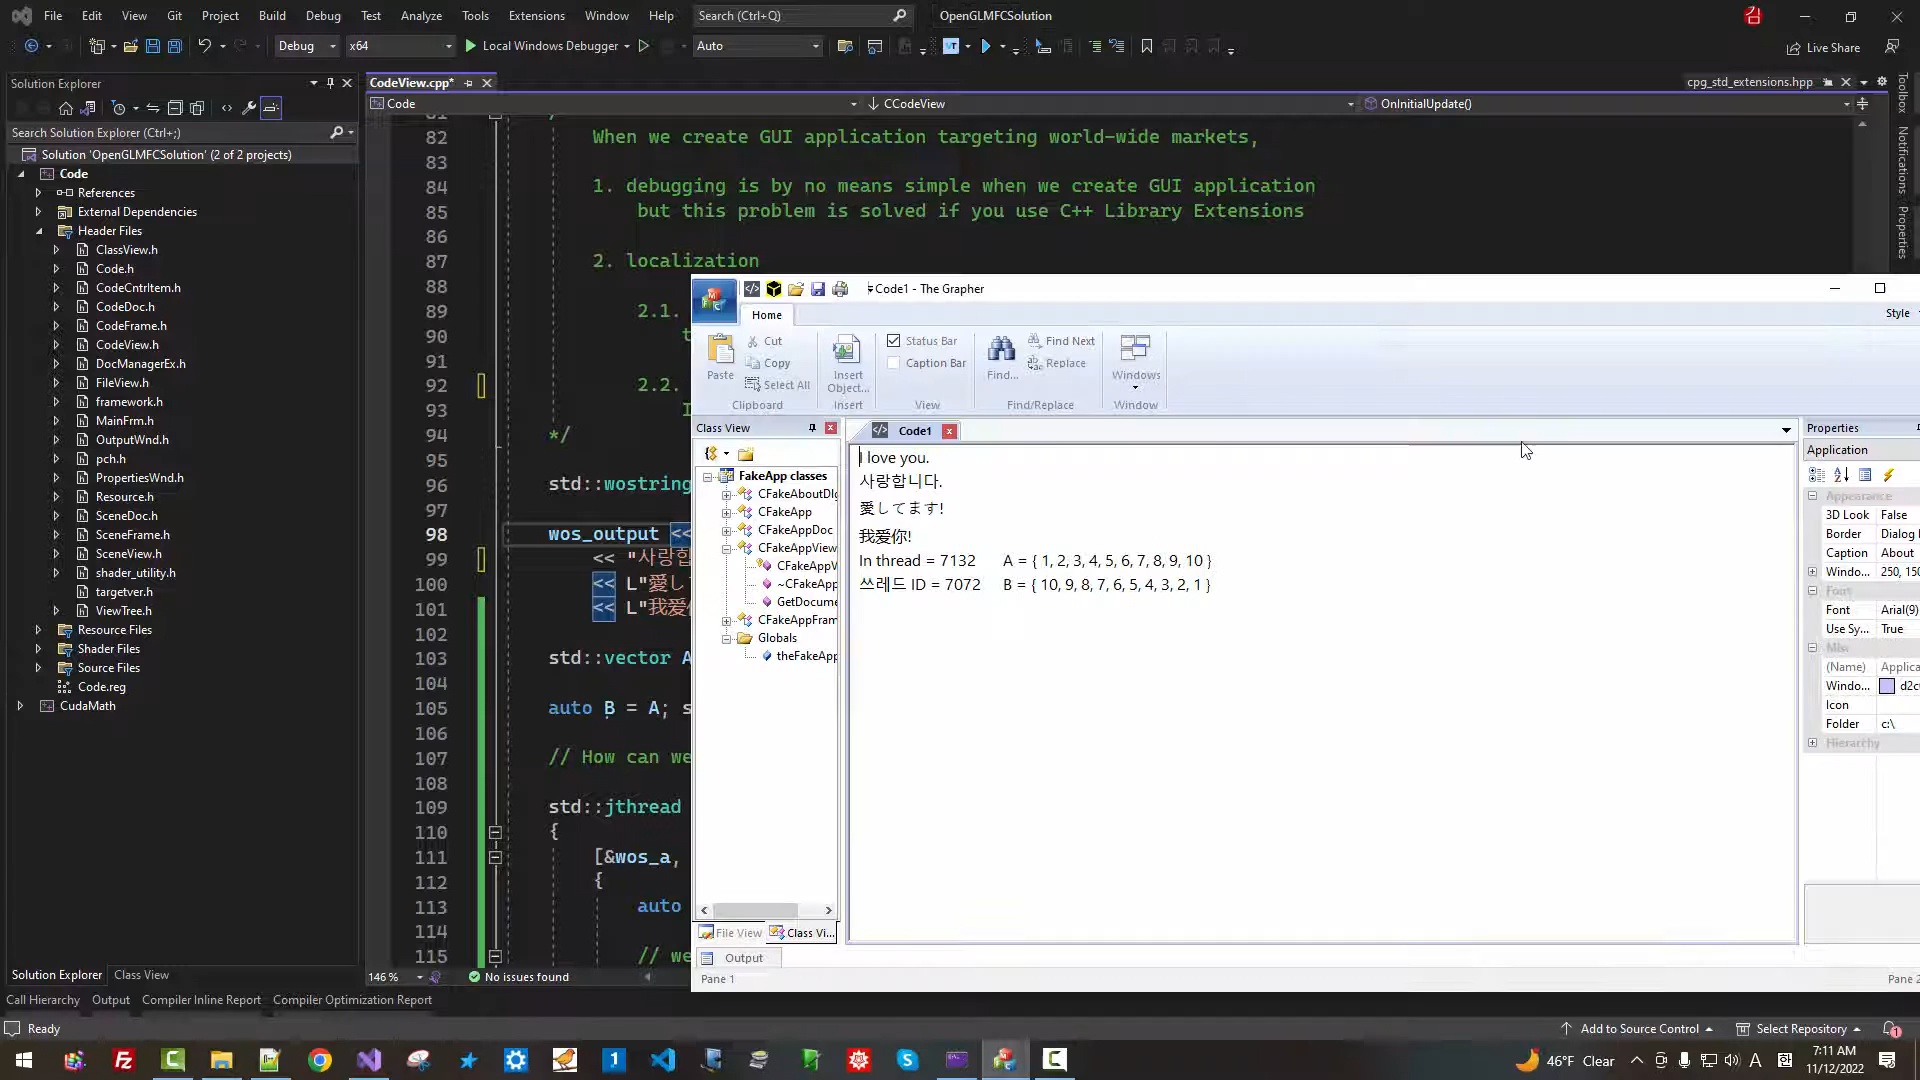 File Edit View Git Project Build Debug Test Analyze Tools Extensions Window Help Search (Ctrl+Q) OpenGLMFCSolution
Debug x64 Local Windows Debugger Auto Live Share
Solution Explorer
Search Solution Explorer (Ctrl+;)
Solution 'OpenGLMFCSolution' (2 of 2 projects)
Code
References
External Dependencies
Header Files
ClassView.h
Code.h
CodeCntrItem.h
CodeDoc.h
CodeFrame.h
CodeView.h
DocManagerEx.h
FileView.h
framework.h
MainFrm.h
OutputWnd.h
pch.h
PropertiesWnd.h
Resource.h
SceneDoc.h
SceneFrame.h
SceneView.h
shader_utility.h
targetver.h
ViewTree.h
Resource Files
Shader Files
Source Files
Code.reg
CudaMath
Solution Explorer Class View
CodeView.cpp* cpg_std_extensions.hpp
Code CCodeView OnInitialUpdate()
82 When we create GUI application targeting world-wide markets,
83
84 1. debugging is by no means simple when we create GUI application
85 but this problem is solved if you use C++ Library Extensions
86
87 2. localization
88
89 2.1.
90
91
92 2.2.
93
94 */
95
96 std::wostring
97
98 wos_output <<
99 << "사랑합
100 << L"愛し
101 << L"我爱
102
103 std::vector A
104
105 auto B = A; s
106
107 // How can we
108
109 std::jthread
110 {
111 [&wos_a,
112 {
113 auto
114
115 // we
146 % No issues found
Toolbox
Notifications
Properties
Code1 - The Grapher
Home Style
Paste Cut Copy Select All Clipboard
Insert Object... Insert
Status Bar Caption Bar View
Find... Find Next Replace Find/Replace
Windows Window
Class View
FakeApp classes
CFakeAboutDlg
CFakeApp
CFakeAppDoc
CFakeAppView
CFakeAppV
~CFakeApp
GetDocume
CFakeAppFram
Globals
theFakeApp
File View Class Vi...
Code1
I love you.
사랑합니다.
愛してます!
我爱你!
In thread = 7132 A = { 1, 2, 3, 4, 5, 6, 7, 8, 9, 10 }
쓰레드 ID = 7072 B = { 10, 9, 8, 7, 6, 5, 4, 3, 2, 1 }
Properties
Application
Appearance
3D Look False
Border Dialog
Caption About
Windo... 250, 150
Font
Font Arial(9)
Use Sy... True
Misc
(Name) Applica
Windo... d2c
Icon
Folder c:\
Hierarchy
Output
Pane 1 Pane 2
Call Hierarchy Output Compiler Inline Report Compiler Optimization Report
Ready Add to Source Control Select Repository 1
46°F Clear A 한 7:11 AM
11/12/2022